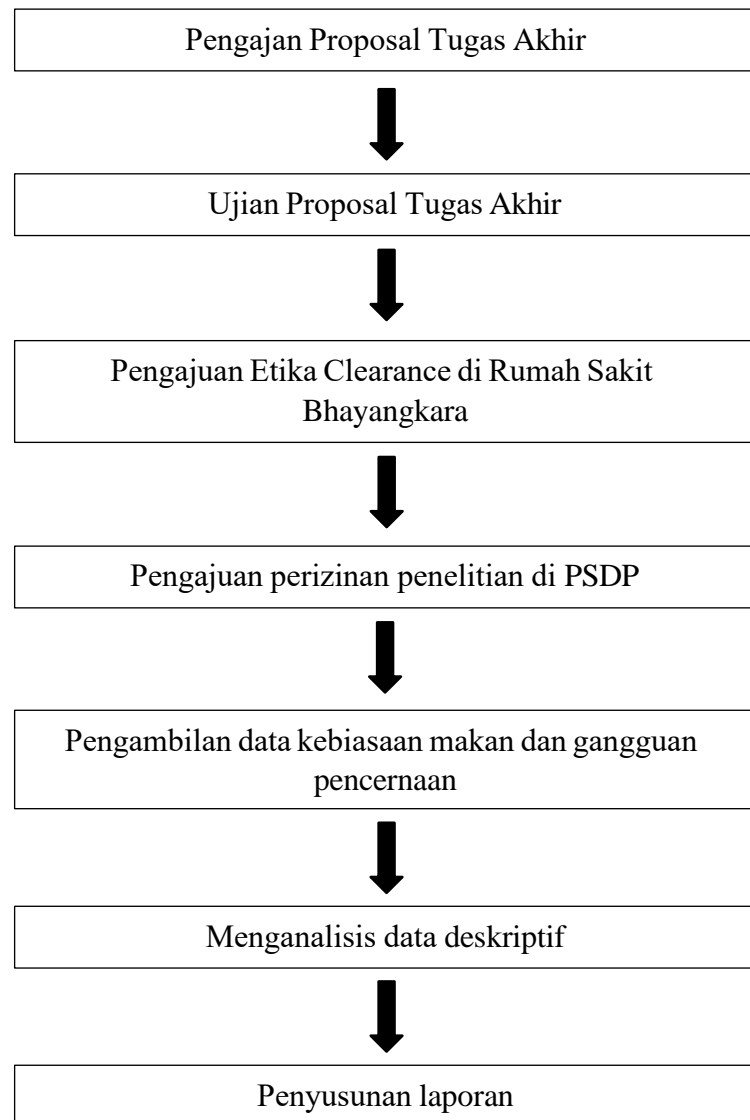 Pengajan Proposal Tugas Akhir
Ujian Proposal Tugas Akhir
Pengajuan Etika Clearance di Rumah Sakit
Bhayangkara
Pengajuan perizinan penelitian di PSDP
Pengambilan data kebiasaan makan dan gangguan
pencernaan
Menganalisis data deskriptif
Penyusunan laporan